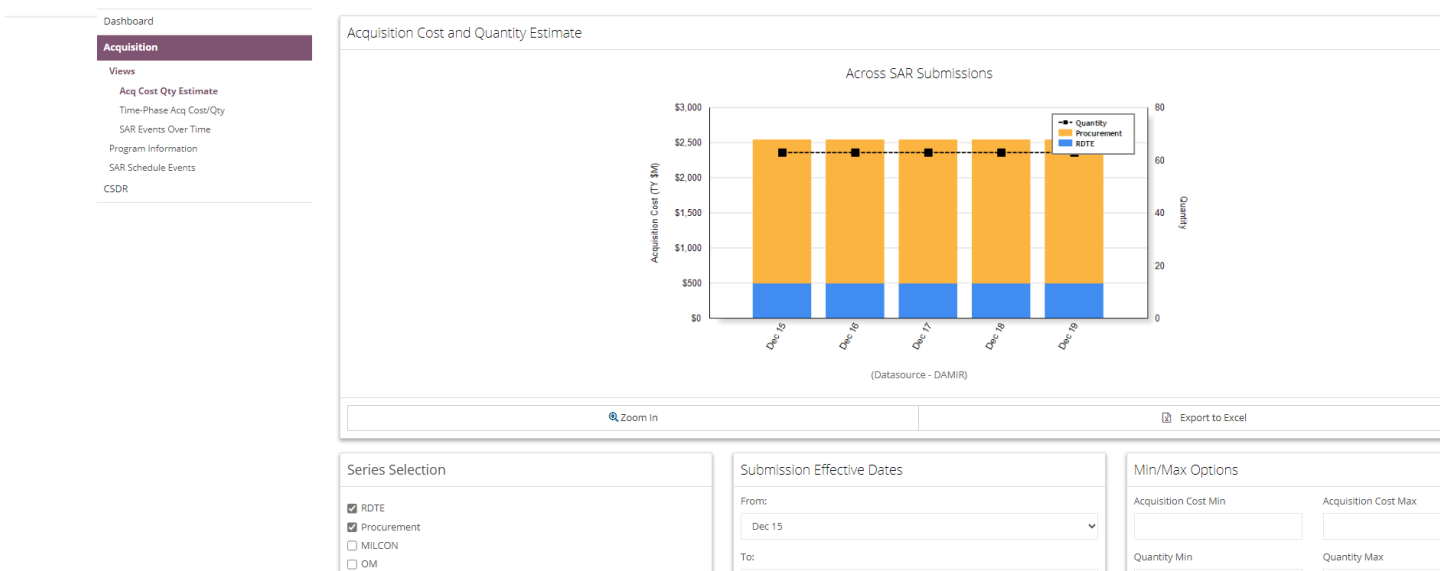 Dashboard
Acquisition
Views
Acq Cost Qty Estimate
Time-Phase Acq Cost/Qty
SAR Events Over Time
Program Information
SAR Schedule Events
CSDR
Acquisition Cost and Quantity Estimate
Across SAR Submissions
Acquisition Cost (TY $M)
$3,000
$2,500
$2,000
$1,500
$1,000
$500
$0
80
60
40
20
0
Quantity
Quantity
Procurement
RDTE
Dec 15
Dec 16
Dec 17
Dec 18
Dec 19
(Datasource - DAMIR)
Zoom In
Export to Excel
Series Selection
RDTE
Procurement
MILCON
OM
Submission Effective Dates
From:
Dec 15
To:
Min/Max Options
Acquisition Cost Min
Acquisition Cost Max
Quantity Min
Quantity Max